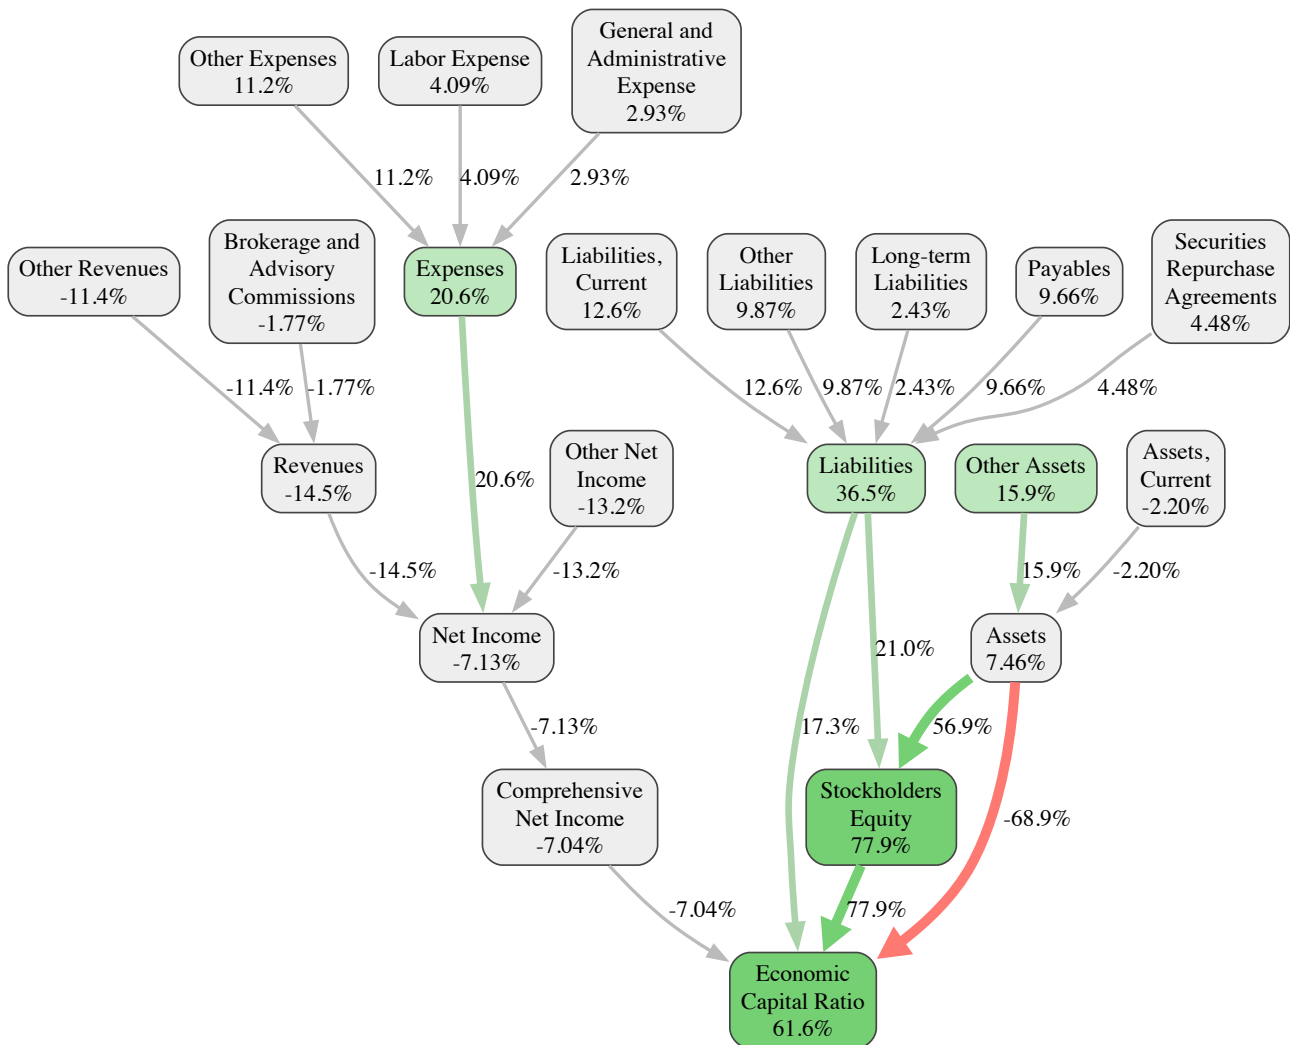 General and
Administrative
Expense
2.93%
Other Expenses
11.2%
Labor Expense
4.09%
11.2%
4.09%
2.93%
Other Revenues
-11.4%
Brokerage and
Advisory
Commissions
-1.77%
Expenses
20.6%
Liabilities,
Current
12.6%
Other
Liabilities
9.87%
Long-term
Liabilities
2.43%
Payables
9.66%
Securities
Repurchase
Agreements
4.48%
-11.4%
-1.77%
12.6%
9.87%
2.43%
9.66%
4.48%
Revenues
-14.5%
20.6%
Other Net
Income
-13.2%
Liabilities
36.5%
Other Assets
15.9%
Assets,
Current
-2.20%
-14.5%
-13.2%
15.9%
-2.20%
Net Income
-7.13%
21.0%
Assets
7.46%
-7.13%
17.3%
56.9%
Comprehensive
Net Income
-7.04%
Stockholders
Equity
77.9%
-68.9%
-7.04%
77.9%
Economic
Capital Ratio
61.6%